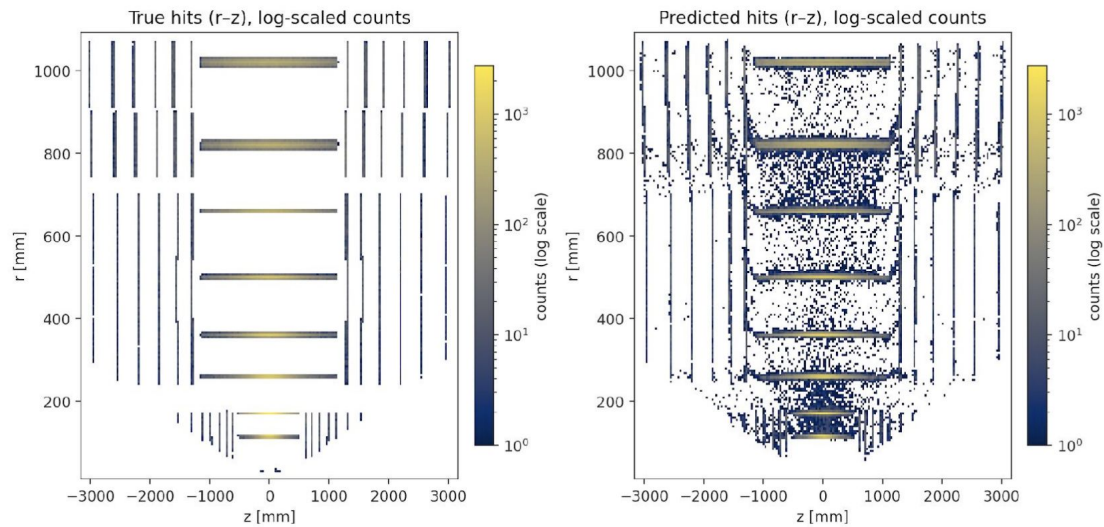 True hits (r–z), log-scaled counts
1000
800
600
400
200
r [mm]
−3000 −2000 −1000 0 1000 2000 3000
z [mm]
10³
10²
10¹
10⁰
counts (log scale)
Predicted hits (r–z), log-scaled counts
1000
800
600
400
200
r [mm]
−3000 −2000 −1000 0 1000 2000 3000
z [mm]
10³
10²
10¹
10⁰
counts (log scale)